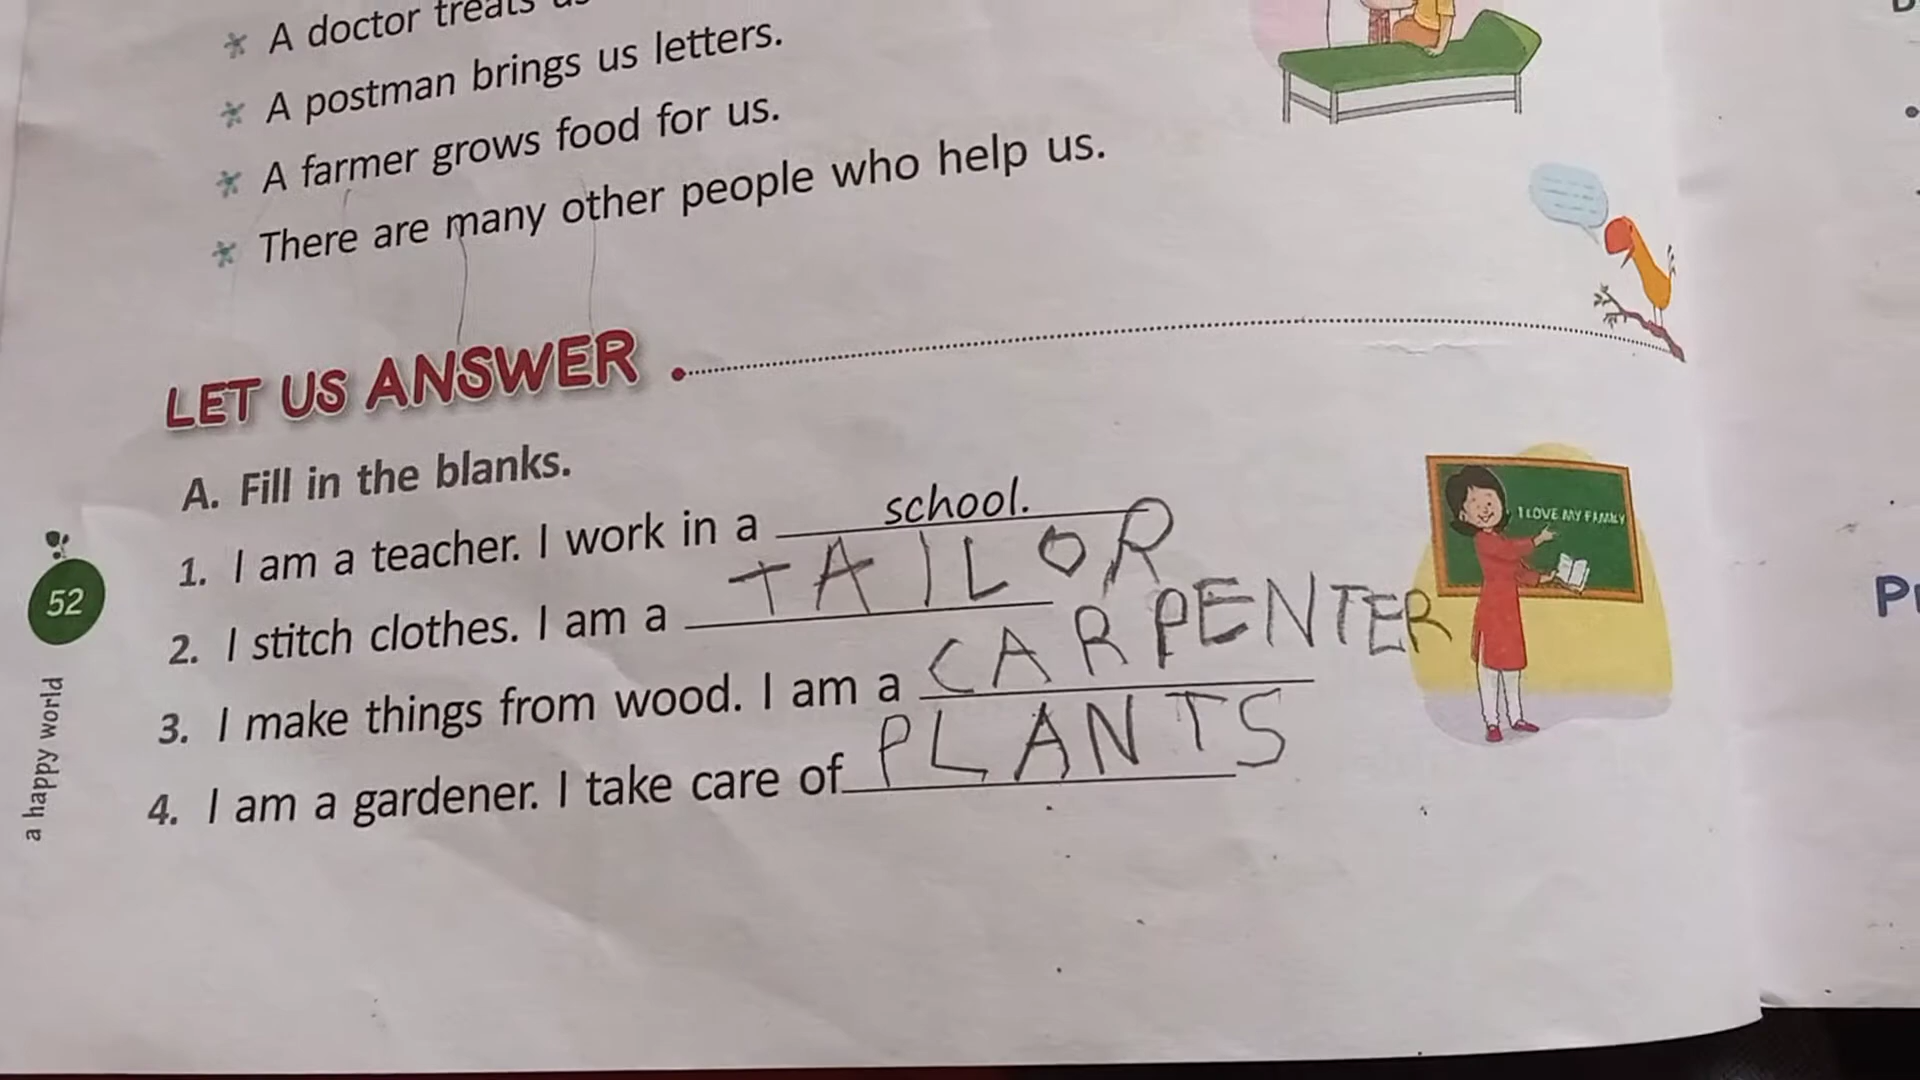 * A doctor treats
* A postman brings us letters.
* A farmer grows food for us.
* There are many other people who help us.
LET US ANSWER
A. Fill in the blanks.
1. I am a teacher. I work in a school.
2. I stitch clothes. I am a TAILOR
3. I make things from wood. I am a CARPENTER
4. I am a gardener. I take care of PLANTS
I LOVE MY FAMILY
52
a happy world